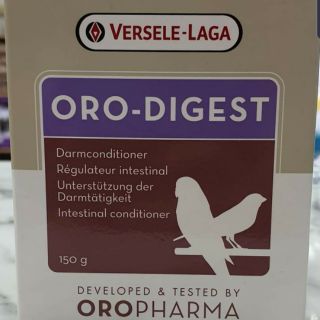 VERSELE-LAGA
ORO-DIGEST
Darmconditioner
Régulateur intestinal
Unterstützung der
Darmtätigkeit
Intestinal conditioner
150 g
DEVELOPED & TESTED BY
OROPHARMA